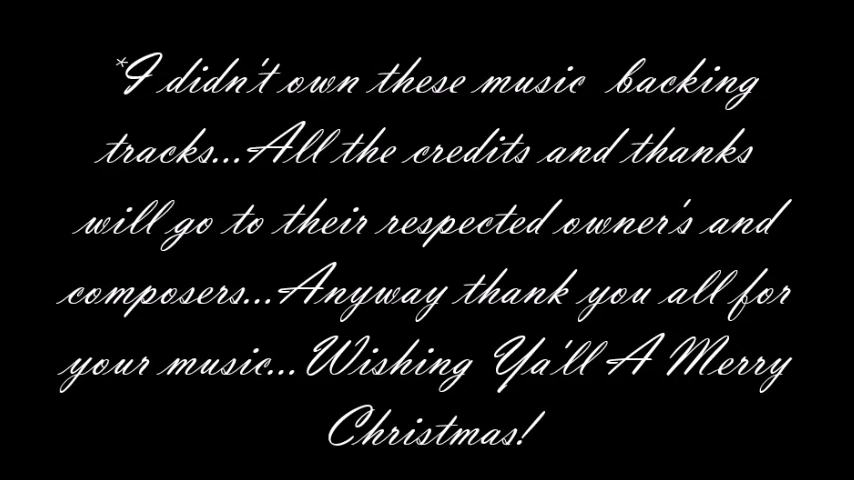 *I didn't own these music backing
tracks...All the credits and thanks
will go to their respected owner's and
composers...Anyway thank you all for
your music...Wishing Ya'll A Merry
Christmas!